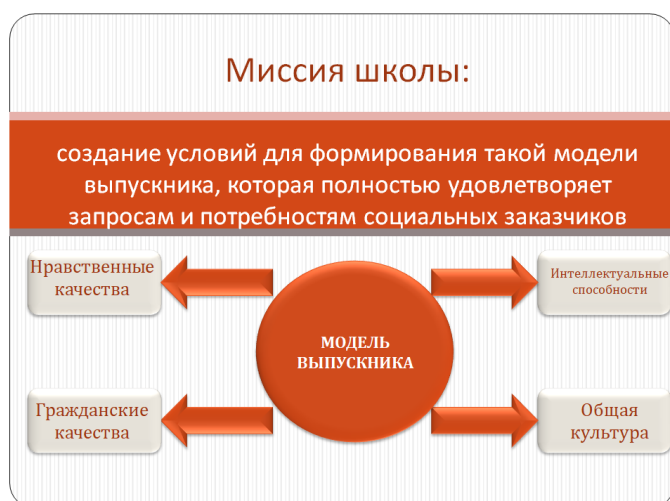 Миссия школы:
создание условий для формирования такой модели
выпускника, которая полностью удовлетворяет
запросам и потребностям социальных заказчиков
Нравственные
качества
Интеллектуальные
способности
МОДЕЛЬ
ВЫПУСКНИКА
Гражданские
качества
Общая
культура